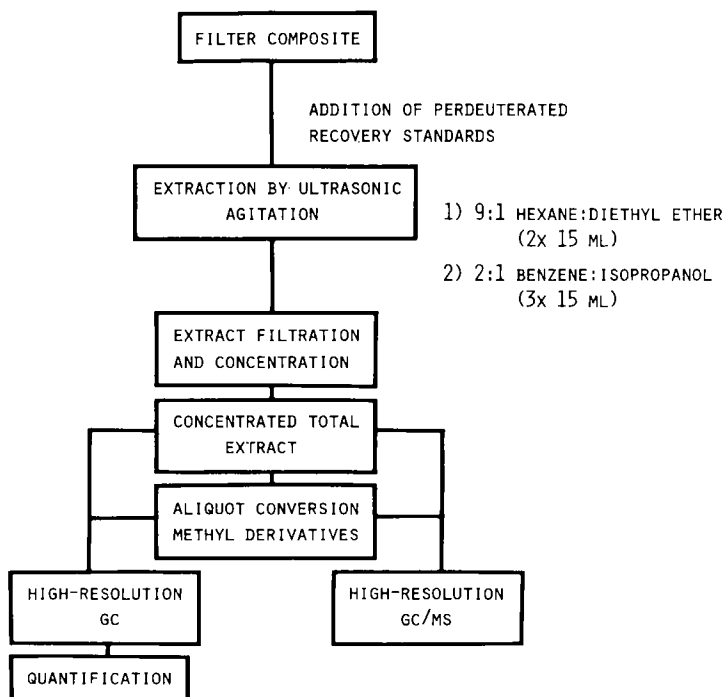 FILTER COMPOSITE
ADDITION OF PERDEUTERATED
RECOVERY STANDARDS
EXTRACTION BY ULTRASONIC
AGITATION
1) 9:1 HEXANE:DIETHYL ETHER
(2x 15 ML)
2) 2:1 BENZENE:ISOPROPANOL
(3x 15 ML)
EXTRACT FILTRATION
AND CONCENTRATION
CONCENTRATED TOTAL
EXTRACT
ALIQUOT CONVERSION
METHYL DERIVATIVES
HIGH-RESOLUTION
GC
HIGH-RESOLUTION
GC/MS
QUANTIFICATION